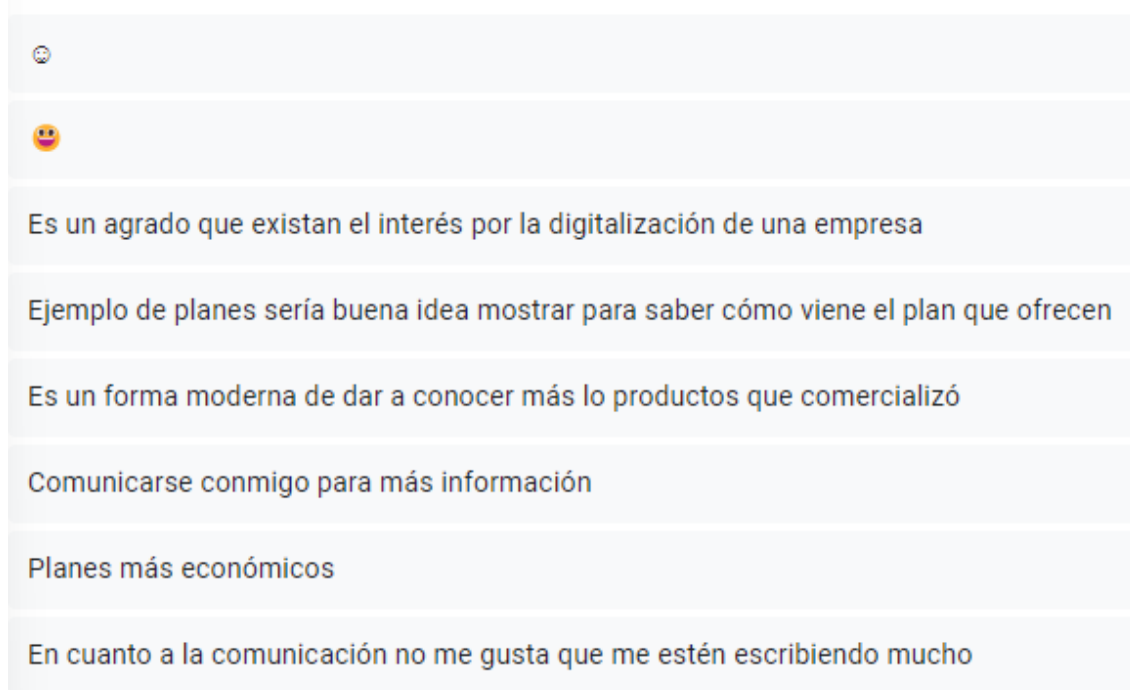 ☺
😃
Es un agrado que existan el interés por la digitalización de una empresa
Ejemplo de planes sería buena idea mostrar para saber cómo viene el plan que ofrecen
Es un forma moderna de dar a conocer más lo productos que comercializó
Comunicarse conmigo para más información
Planes más económicos
En cuanto a la comunicación no me gusta que me estén escribiendo mucho